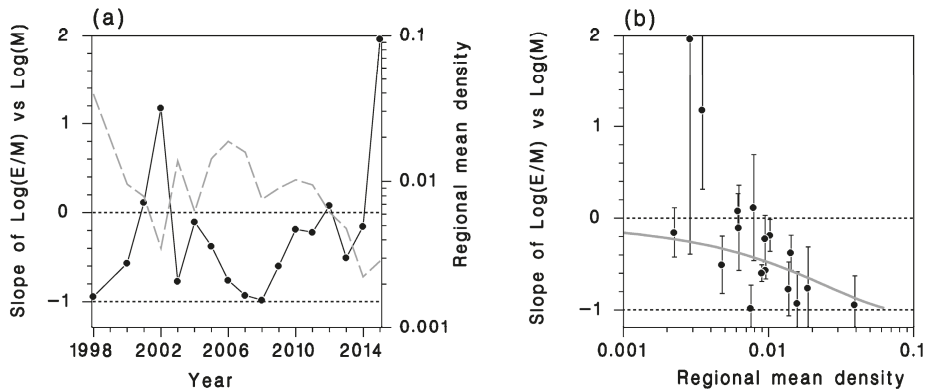 (a)
Slope of Log(E/M) vs Log(M)
2
1
0
−1
1998 2002 2006 2010 2014
Year
0.1
0.01
0.001
Regional mean density
(b)
Slope of Log(E/M) vs Log(M)
2
1
0
−1
0.001 0.01 0.1
Regional mean density